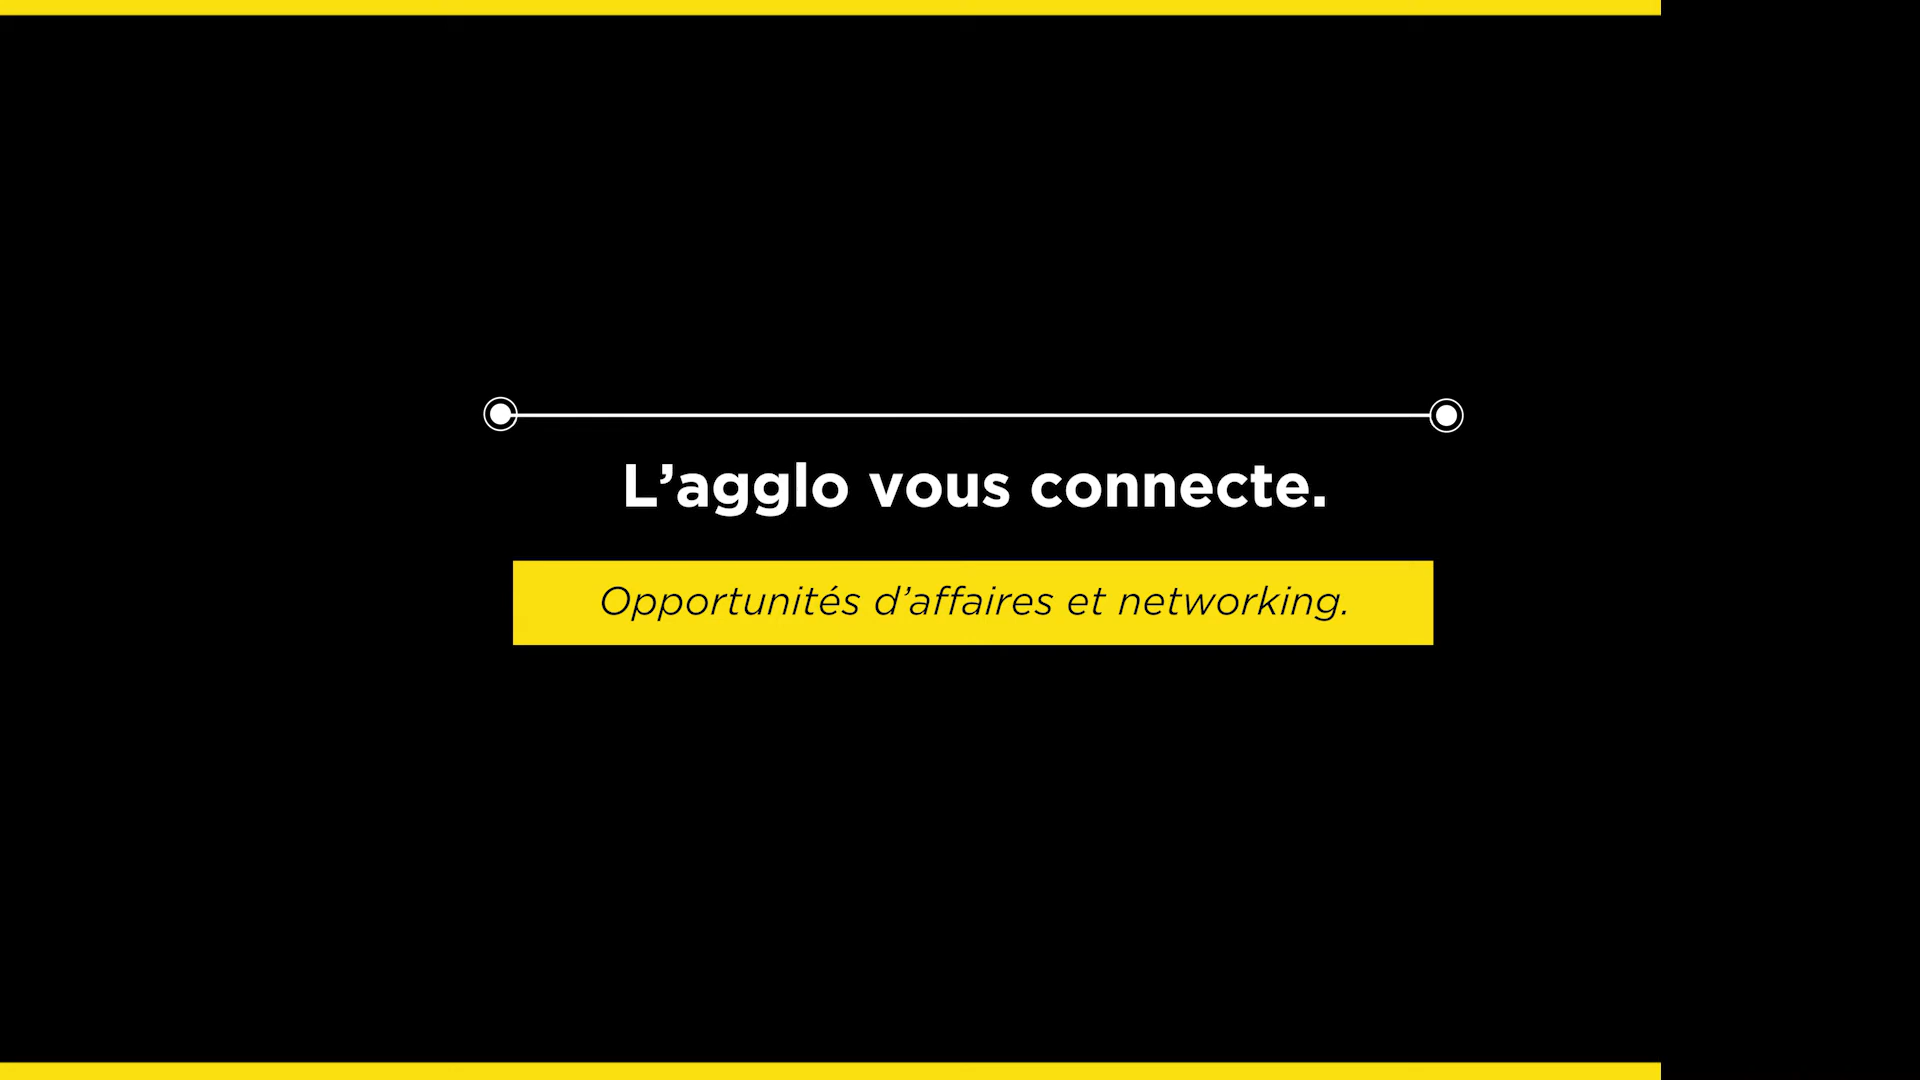 L’agglo vous connecte.
Opportunités d’affaires et networking.